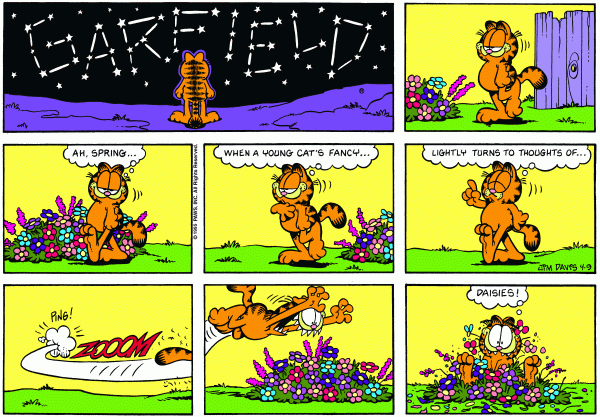 GARFIELD
®
AH, SPRING...
© 1995 PAWS, INC. All Rights Reserved.
WHEN A YOUNG CAT'S FANCY...
LIGHTLY TURNS TO THOUGHTS OF...
JIM DAVIS 4-9
PING!
ZOOOM
DAISIES!